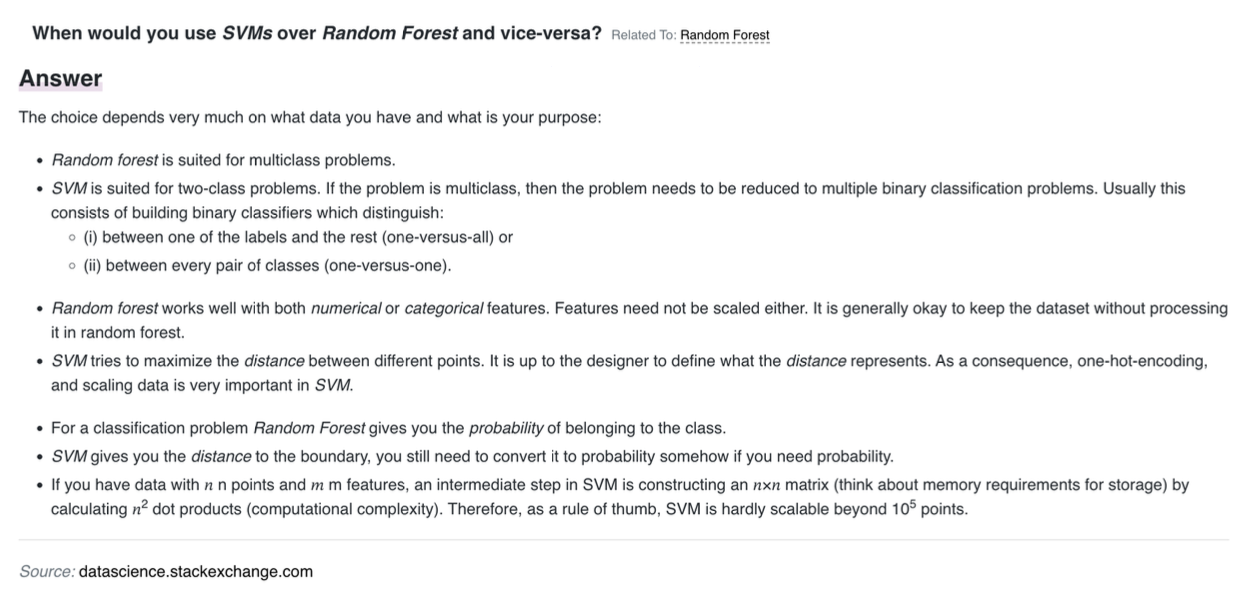 When would you use SVMs over Random Forest and vice-versa? Related To: Random Forest
Answer
The choice depends very much on what data you have and what is your purpose:
• Random forest is suited for multiclass problems.
• SVM is suited for two-class problems. If the problem is multiclass, then the problem needs to be reduced to multiple binary classification problems. Usually this
consists of building binary classifiers which distinguish:
◦ (i) between one of the labels and the rest (one-versus-all) or
◦ (ii) between every pair of classes (one-versus-one).
• Random forest works well with both numerical or categorical features. Features need not be scaled either. It is generally okay to keep the dataset without processing
it in random forest.
• SVM tries to maximize the distance between different points. It is up to the designer to define what the distance represents. As a consequence, one-hot-encoding,
and scaling data is very important in SVM.
• For a classification problem Random Forest gives you the probability of belonging to the class.
• SVM gives you the distance to the boundary, you still need to convert it to probability somehow if you need probability.
• If you have data with n n points and m m features, an intermediate step in SVM is constructing an n×n matrix (think about memory requirements for storage) by
calculating n² dot products (computational complexity). Therefore, as a rule of thumb, SVM is hardly scalable beyond 10⁵ points.
Source: datascience.stackexchange.com